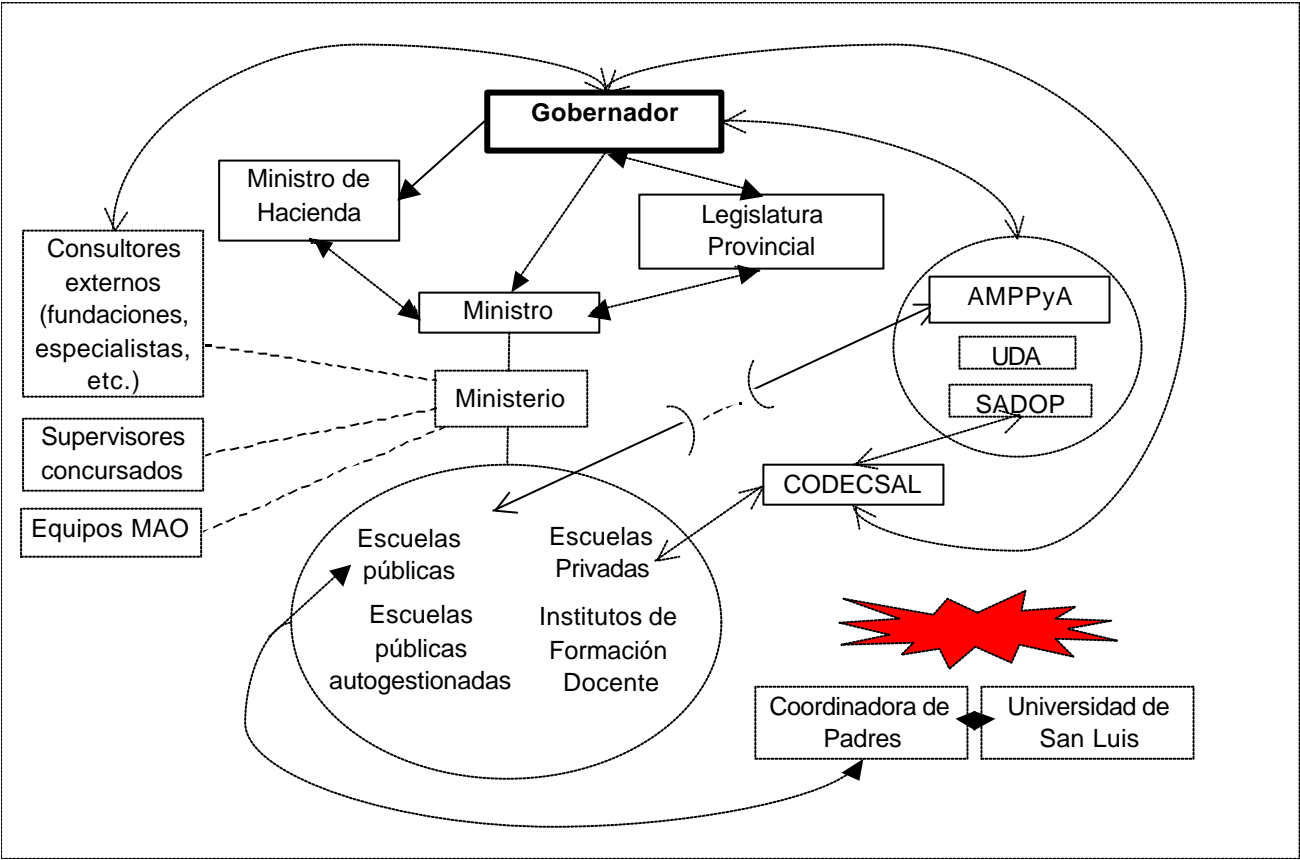 Gobernador
Ministro de
Hacienda
Legislatura
Provincial
Consultores
externos
(fundaciones,
especialistas,
etc.)
AMPPyA
Ministro
UDA
Ministerio
SADOP
Supervisores
concursados
CODECSAL
Equipos MAO
Escuelas
públicas
Escuelas
Privadas
Escuelas
públicas
autogestionadas
Institutos de
Formación
Docente
Coordinadora de
Padres
Universidad de
San Luis